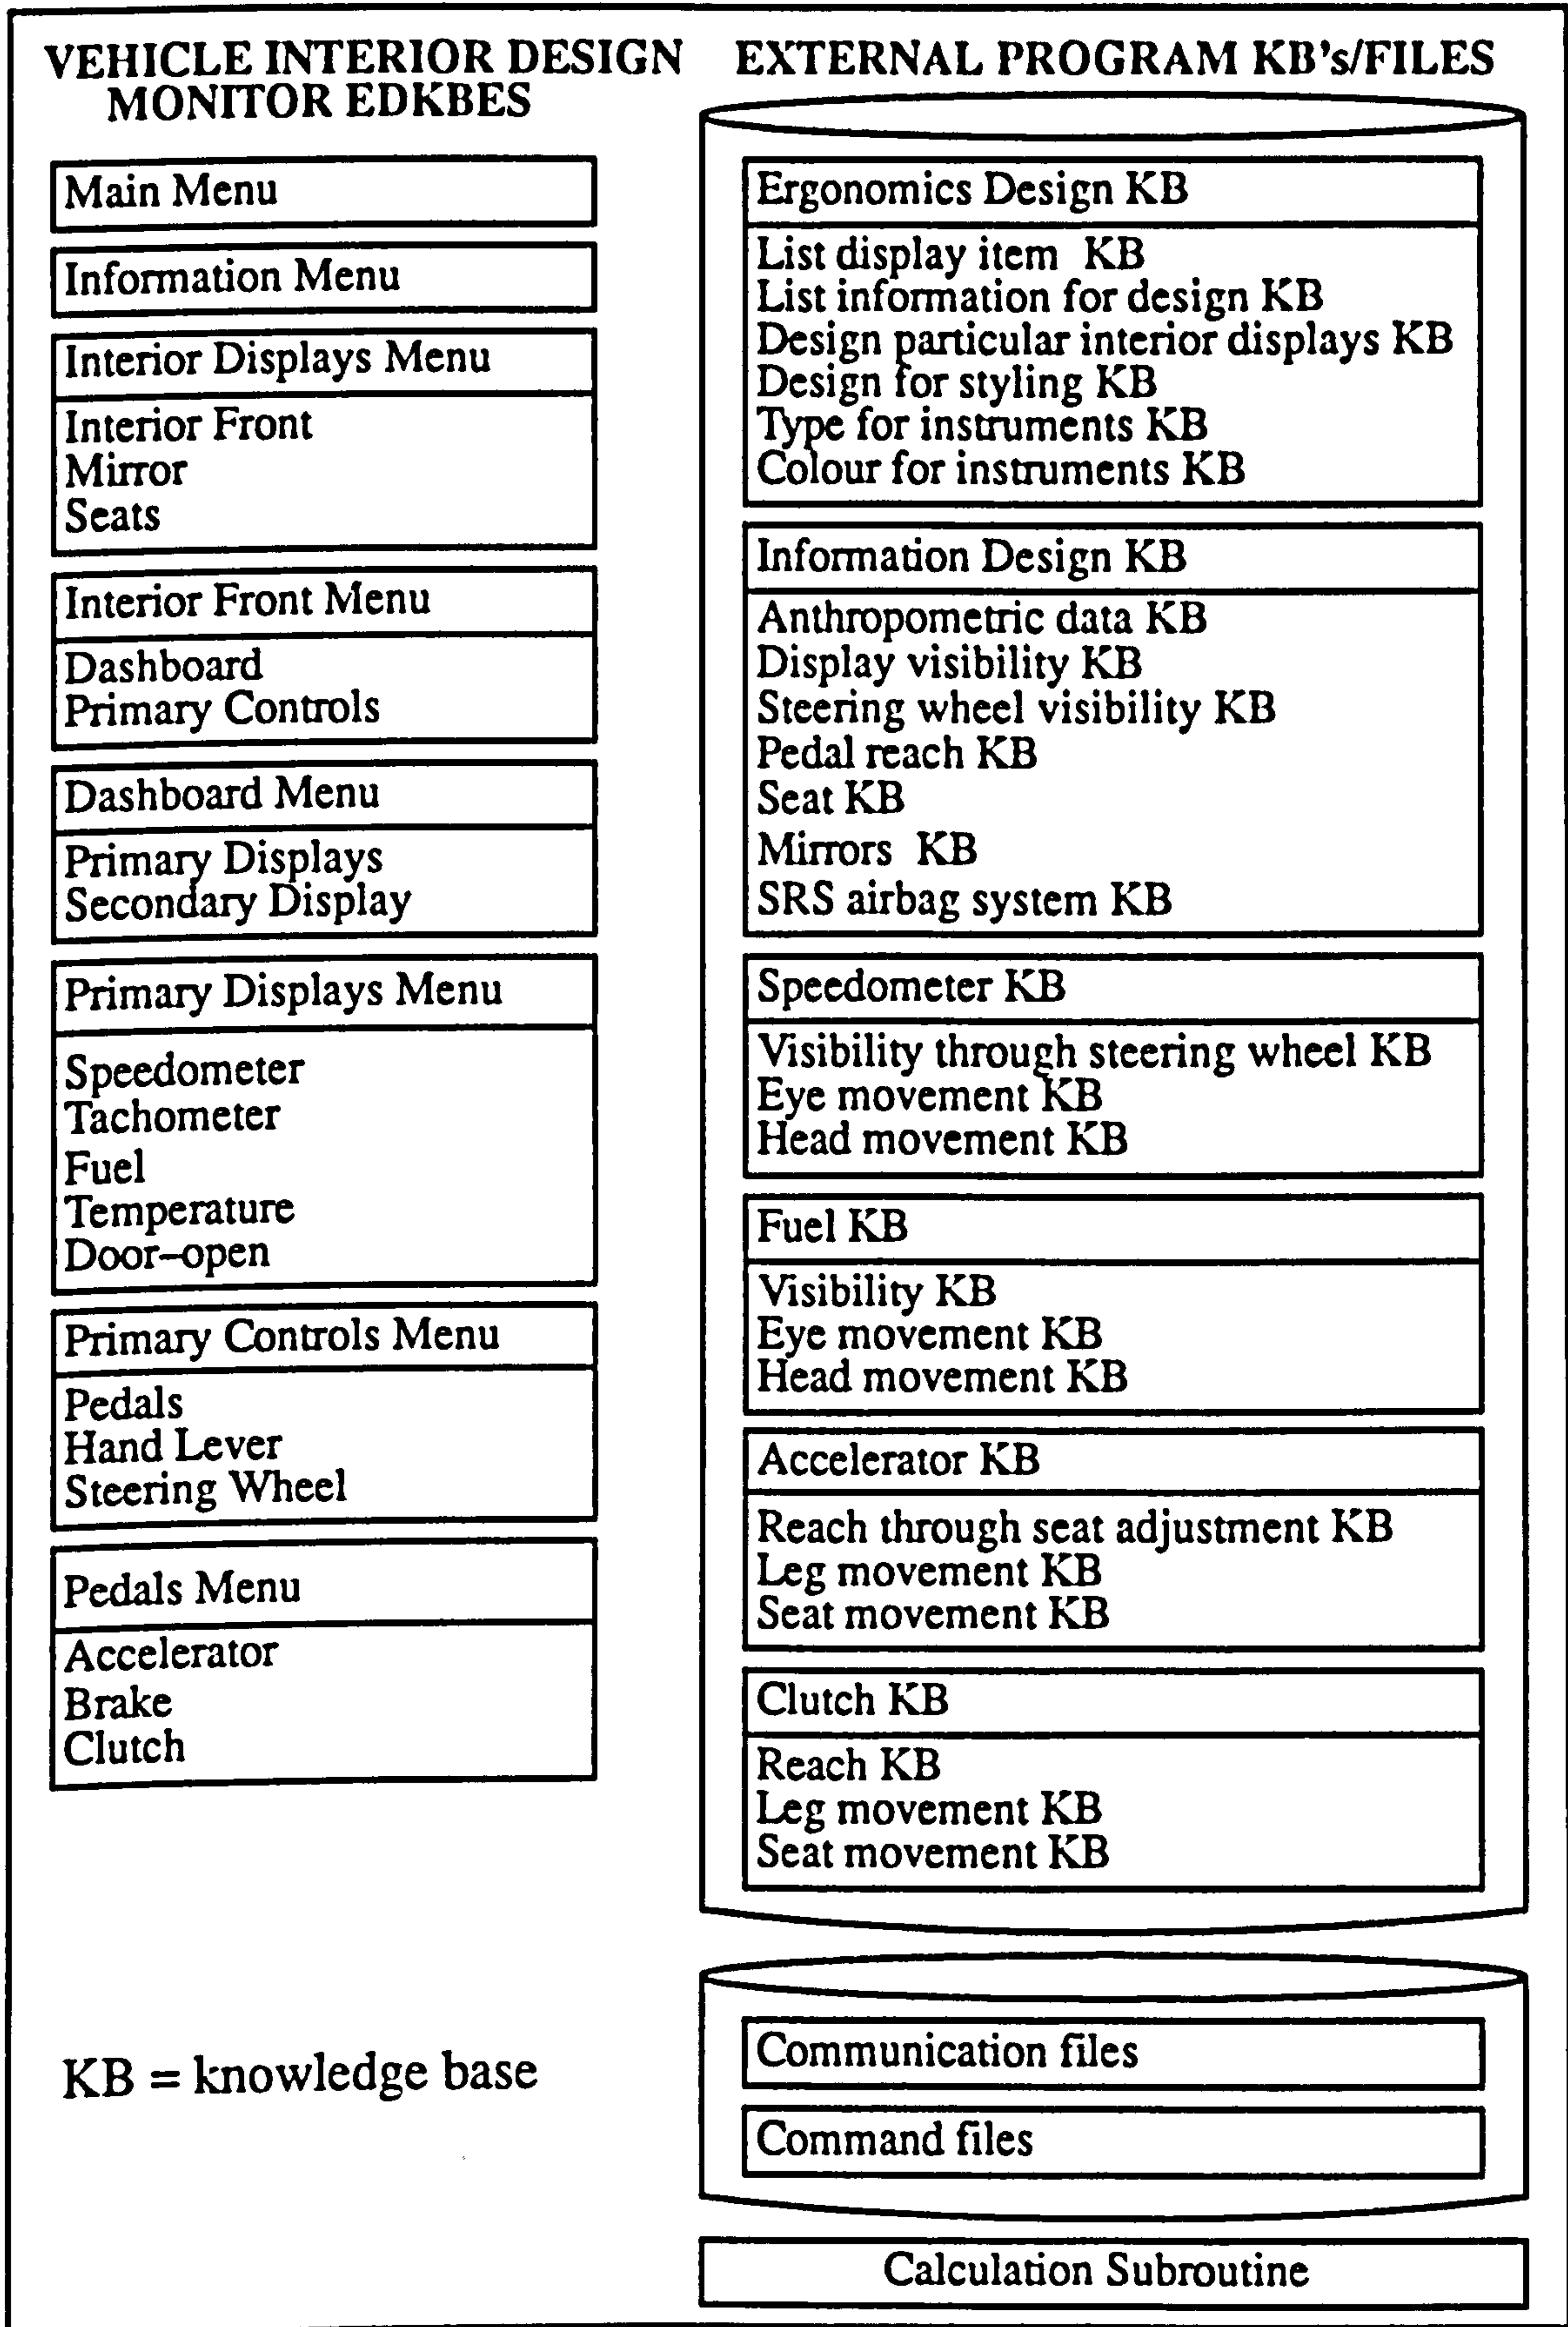 VEHICLE INTERIOR DESIGN
MONITOR EDKBES
Main Menu
Information Menu
Interior Displays Menu
Interior Front
Mirror
Seats
Interior Front Menu
Dashboard
Primary Controls
Dashboard Menu
Primary Displays
Secondary Display
Primary Displays Menu
Speedometer
Tachometer
Fuel
Temperature
Door–open
Primary Controls Menu
Pedals
Hand Lever
Steering Wheel
Pedals Menu
Accelerator
Brake
Clutch
KB = knowledge base
EXTERNAL PROGRAM KB's/FILES
Ergonomics Design KB
List display item KB
List information for design KB
Design particular interior displays KB
Design for styling KB
Type for instruments KB
Colour for instruments KB
Information Design KB
Anthropometric data KB
Display visibility KB
Steering wheel visibility KB
Pedal reach KB
Seat KB
Mirrors KB
SRS airbag system KB
Speedometer KB
Visibility through steering wheel KB
Eye movement KB
Head movement KB
Fuel KB
Visibility KB
Eye movement KB
Head movement KB
Accelerator KB
Reach through seat adjustment KB
Leg movement KB
Seat movement KB
Clutch KB
Reach KB
Leg movement KB
Seat movement KB
Communication files
Command files
Calculation Subroutine